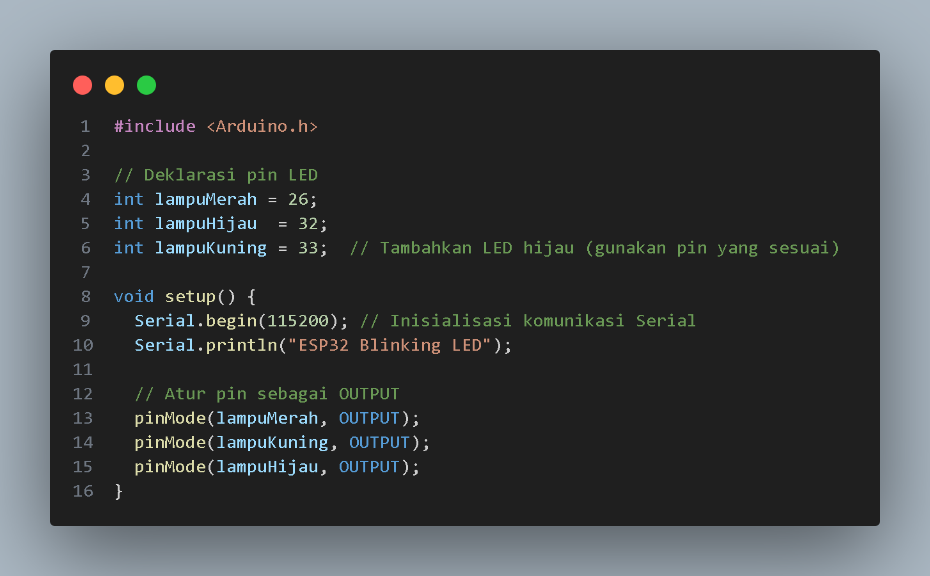 1 #include <Arduino.h>
2
3 // Deklarasi pin LED
4 int lampuMerah = 26;
5 int lampuHijau  = 32;
6 int lampuKuning = 33;  // Tambahkan LED hijau (gunakan pin yang sesuai)
7
8 void setup() {
9   Serial.begin(115200); // Inisialisasi komunikasi Serial
10   Serial.println("ESP32 Blinking LED");
11
12   // Atur pin sebagai OUTPUT
13   pinMode(lampuMerah, OUTPUT);
14   pinMode(lampuKuning, OUTPUT);
15   pinMode(lampuHijau, OUTPUT);
16 }